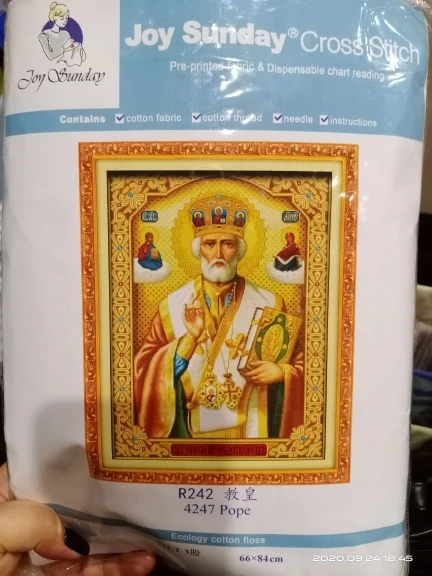 Joy Sunday
Joy Sunday® Cross Stitch
Pre-printed fabric & Dispensable chart reading
Contains ☑cotton fabric ☑cotton thread ☑needle ☑instructions
R242 教皇
4247 Pope
Ecology cotton floss
66×84cm
2020.09.24 18:45